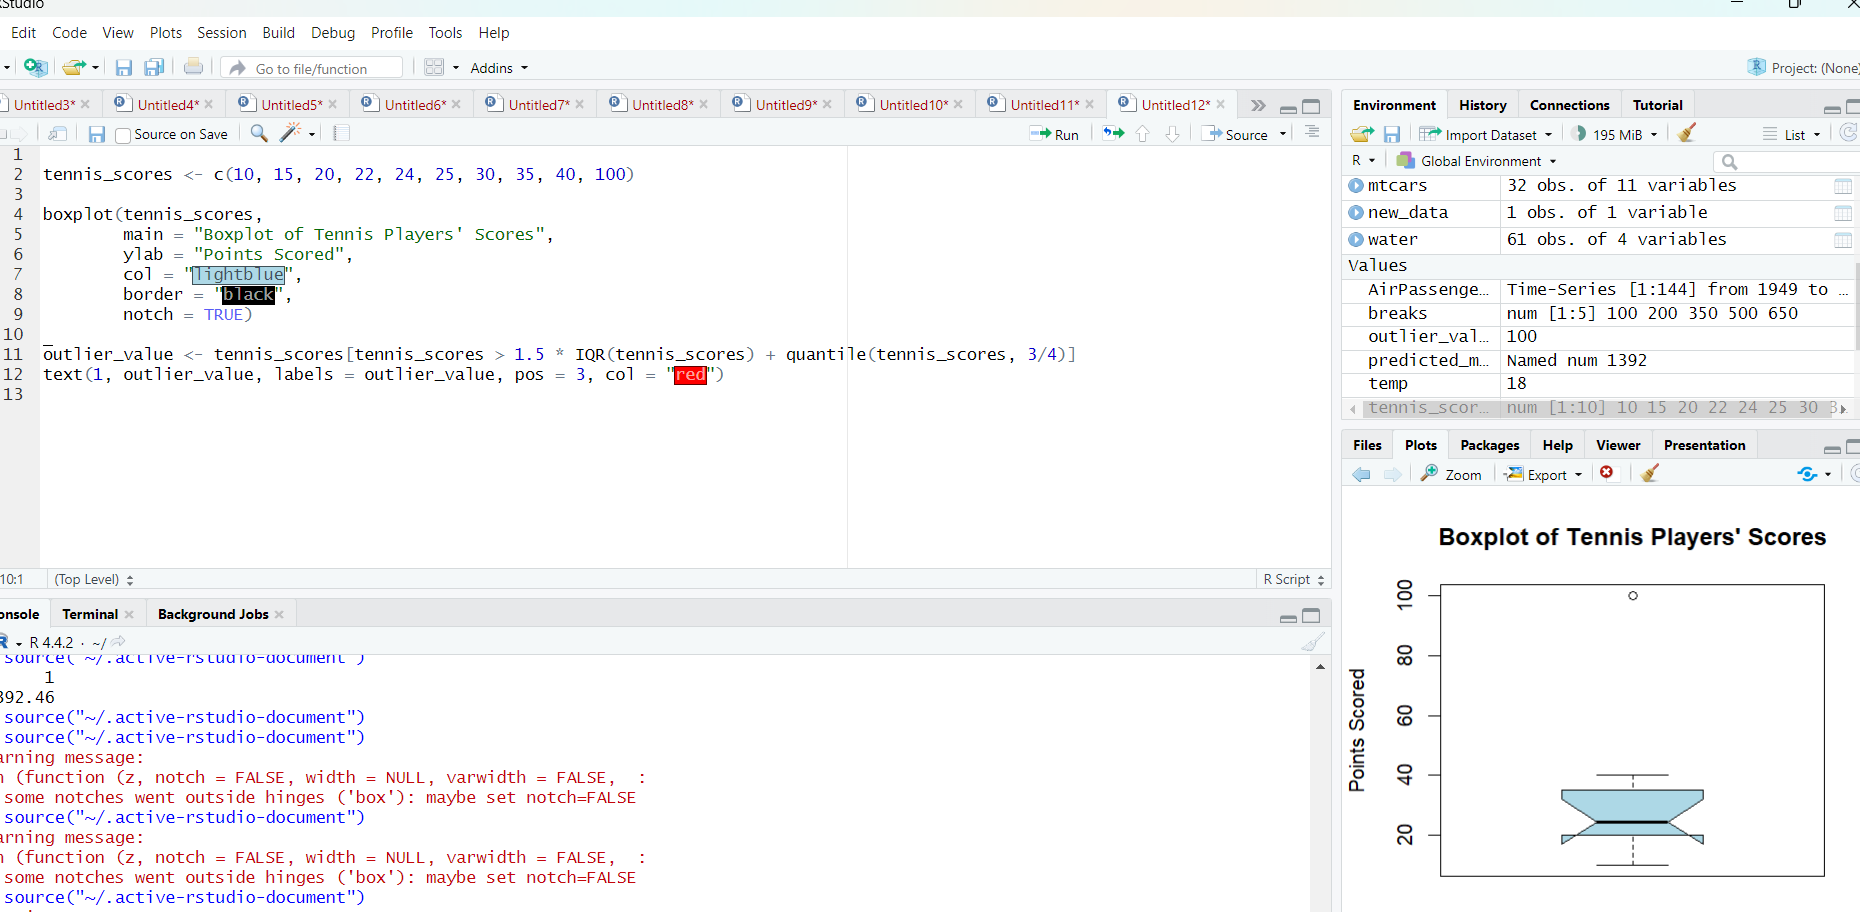 RStudio
Edit Code View Plots Session Build Debug Profile Tools Help
Go to file/function
Addins
Project: (None)
Untitled3* Untitled4* Untitled5* Untitled6* Untitled7* Untitled8* Untitled9* Untitled10* Untitled11* Untitled12*
Source on Save
Run
Source
1
2 tennis_scores <- c(10, 15, 20, 22, 24, 25, 30, 35, 40, 100)
3
4 boxplot(tennis_scores,
5 main = "Boxplot of Tennis Players' Scores",
6 ylab = "Points Scored",
7 col = "lightblue",
8 border = "black",
9 notch = TRUE)
10
11 outlier_value <- tennis_scores[tennis_scores > 1.5 * IQR(tennis_scores) + quantile(tennis_scores, 3/4)]
12 text(1, outlier_value, labels = outlier_value, pos = 3, col = "red")
13
10:1 (Top Level)
R Script
onsole Terminal Background Jobs
R 4.4.2 · ~/
source("~/.active-rstudio-document")
1
392.46
source("~/.active-rstudio-document")
source("~/.active-rstudio-document")
arning message:
n (function (z, notch = FALSE, width = NULL, varwidth = FALSE, :
some notches went outside hinges ('box'): maybe set notch=FALSE
source("~/.active-rstudio-document")
arning message:
n (function (z, notch = FALSE, width = NULL, varwidth = FALSE, :
some notches went outside hinges ('box'): maybe set notch=FALSE
source("~/.active-rstudio-document")
Environment History Connections Tutorial
Import Dataset
195 MiB
List
R
Global Environment
mtcars 32 obs. of 11 variables
new_data 1 obs. of 1 variable
water 61 obs. of 4 variables
Values
AirPassenge… Time-Series [1:144] from 1949 to …
breaks num [1:5] 100 200 350 500 650
outlier_val… 100
predicted_m… Named num 1392
temp 18
tennis_scor… num [1:10] 10 15 20 22 24 25 30 3
Files Plots Packages Help Viewer Presentation
Zoom
Export
Boxplot of Tennis Players' Scores
Points Scored
100
80
60
40
20